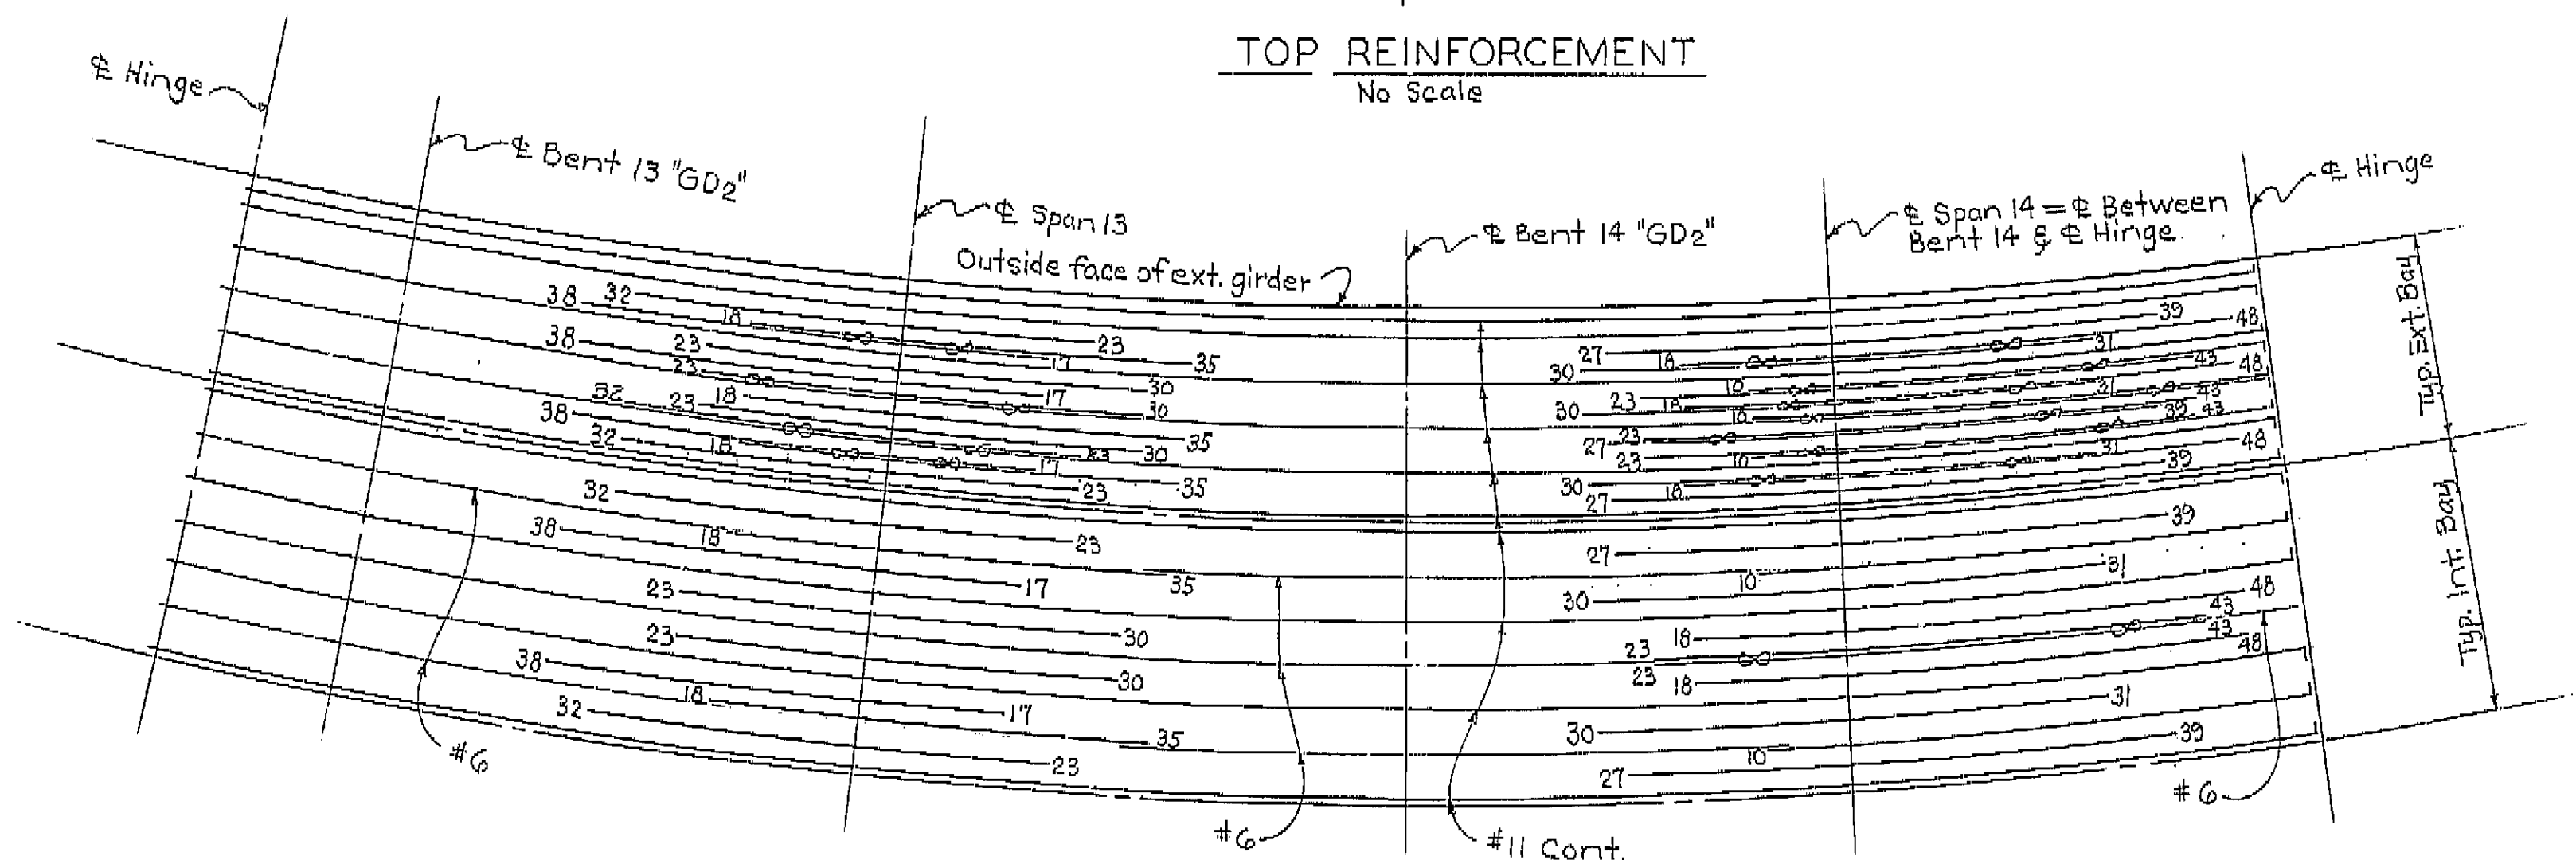 TOP REINFORCEMENT
No Scale
℄ Hinge
℄ Bent 13 "GD2"
℄ Span 13
Outside face of ext. girder
℄ Bent 14 "GD2"
℄ Span 14 = ℄ Between
Bent 14 & ℄ Hinge.
℄ Hinge
Typ. Ext. Bay
Typ. Int. Bay
38 32 18 23 35 17
38 23 30 17
23 18 30
32 23 35
38 23 30
32 18 17 35
23
32 23
38 18 35
17
23 30
23 30
38 17
18 35
32 23
27 18 39 48
30 31
10 43 48
23 18 31
30 10 43
27 23 39 43
23 10 48
30 18 31 39
27
27 39
10 31
30 48
18 43
23 43
23 18 48
30 31
10 39
27
#6
#6
#11 Cont.
#6